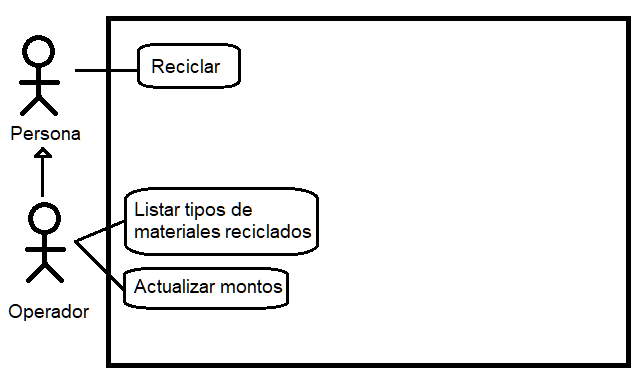 Reciclar
Persona
Listar tipos de
materiales reciclados
Actualizar montos
Operador